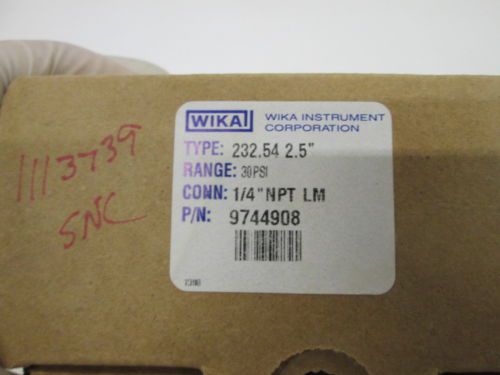 WIKA
WIKA INSTRUMENT
CORPORATION
TYPE: 232.54 2.5"
RANGE: 30PSI
CONN: 1/4" NPT LM
P/N: 9744908
1113739
SNC